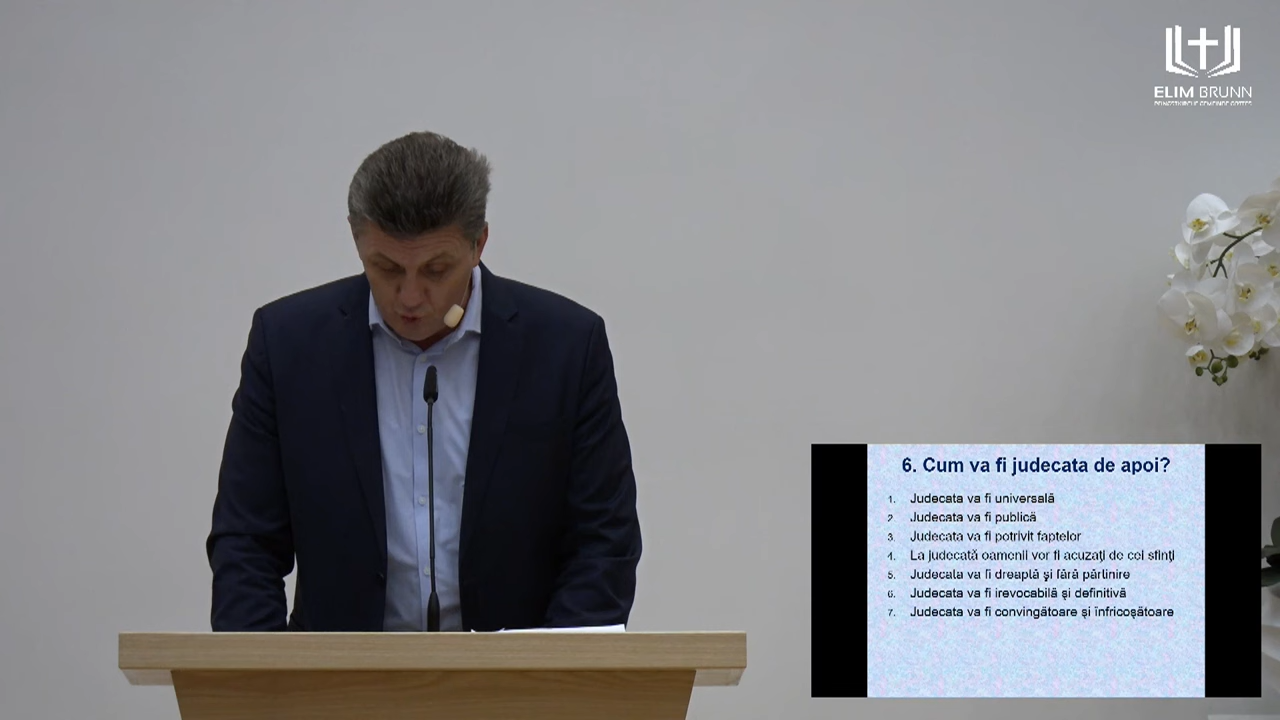 ELIM BRUNN
PFINGSTKIRCHE GEMEINDE GOTTES
6. Cum va fi judecata de apoi?
1. Judecata va fi universală
2. Judecata va fi publică
3. Judecata va fi potrivit faptelor
4. La judecată oamenii vor fi acuzaţi de cei sfinţi
5. Judecata va fi dreaptă şi fără părtinire
6. Judecata va fi irevocabilă şi definitivă
7. Judecata va fi convingătoare şi înfricoşătoare